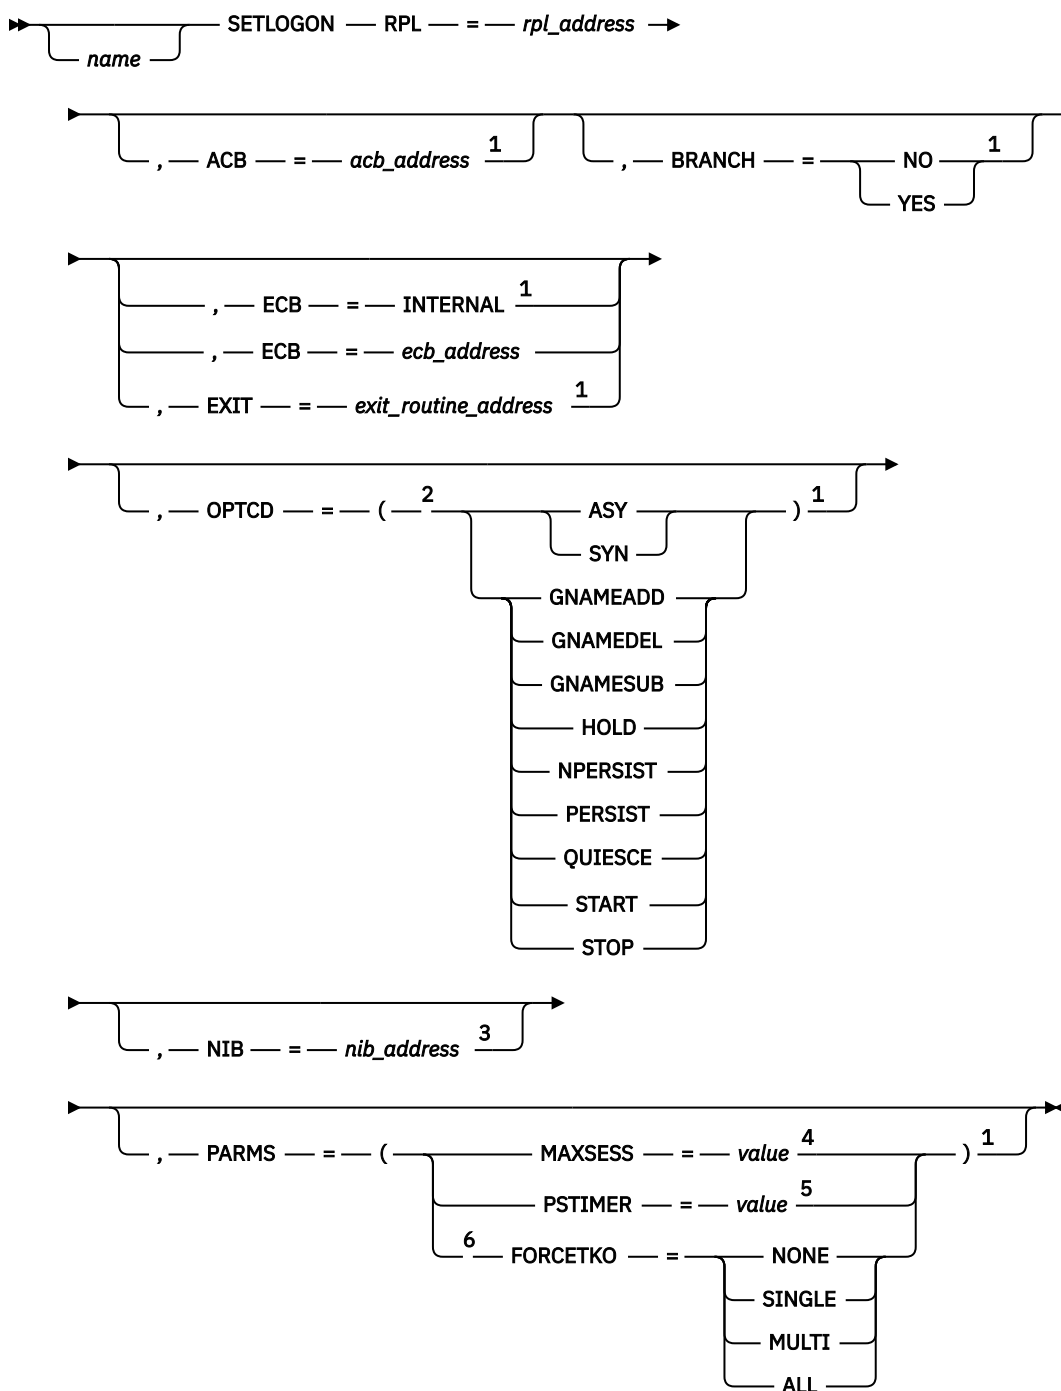 SETLOGON RPL = rpl_address
name
, ACB = acb_address 1 , BRANCH = NO 1
YES
, ECB = INTERNAL 1
, ECB = ecb_address
, EXIT = exit_routine_address 1
, OPTCD = ( 2 ASY ) 1
SYN
GNAMEADD
GNAMEDEL
GNAMESUB
HOLD
NPERSIST
PERSIST
QUIESCE
START
STOP
, NIB = nib_address 3
, PARMS = ( MAXSESS = value 4 ) 1
PSTIMER = value 5
6 FORCETKO = NONE
SINGLE
MULTI
ALL